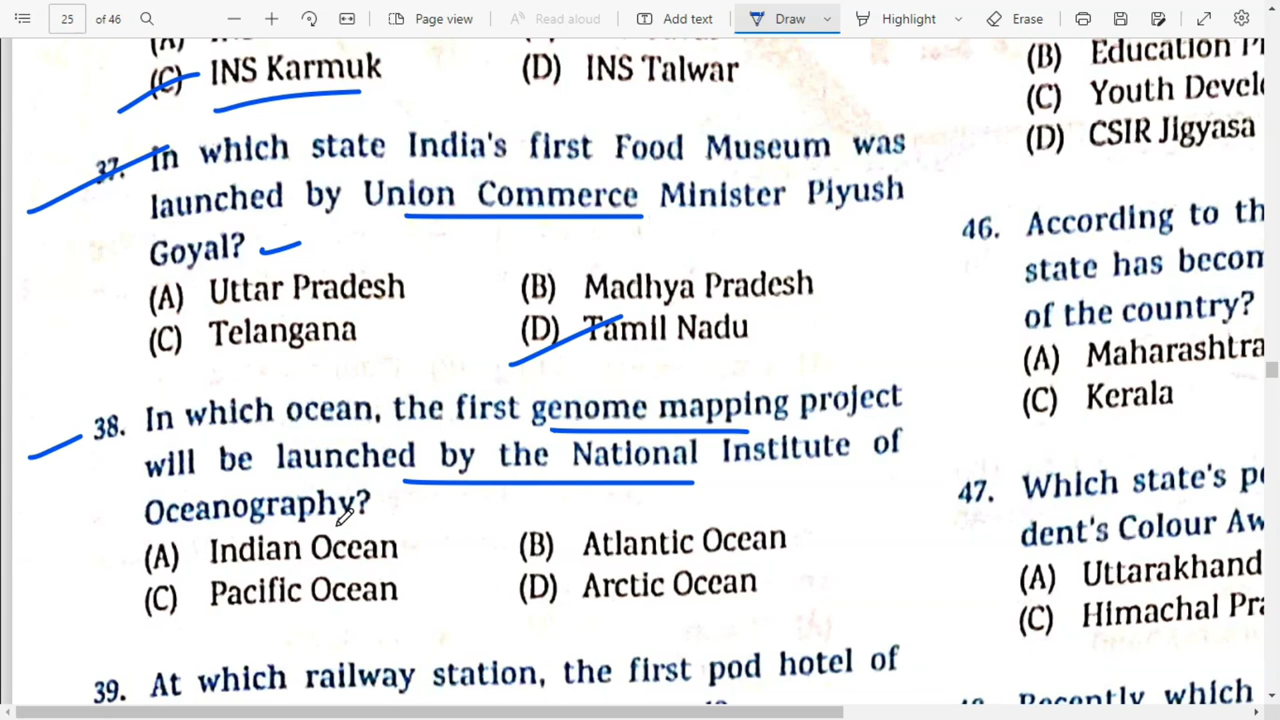 25 of 46 Page view Read aloud Add text Draw Highlight Erase
(A)
(C) INS Karmuk (D) INS Talwar
37. In which state India's first Food Museum was
launched by Union Commerce Minister Piyush
Goyal?
(A) Uttar Pradesh (B) Madhya Pradesh
(C) Telangana (D) Tamil Nadu
38. In which ocean, the first genome mapping project
will be launched by the National Institute of
Oceanography?
(A) Indian Ocean (B) Atlantic Ocean
(C) Pacific Ocean (D) Arctic Ocean
39. At which railway station, the first pod hotel of
(B) Education P
(C) Youth Devel
(D) CSIR Jigyasa
46. According to th
state has becom
of the country?
(A) Maharashtra
(C) Kerala
47. Which state's p
dent's Colour Aw
(A) Uttarakhand
(C) Himachal Pra
Recently which